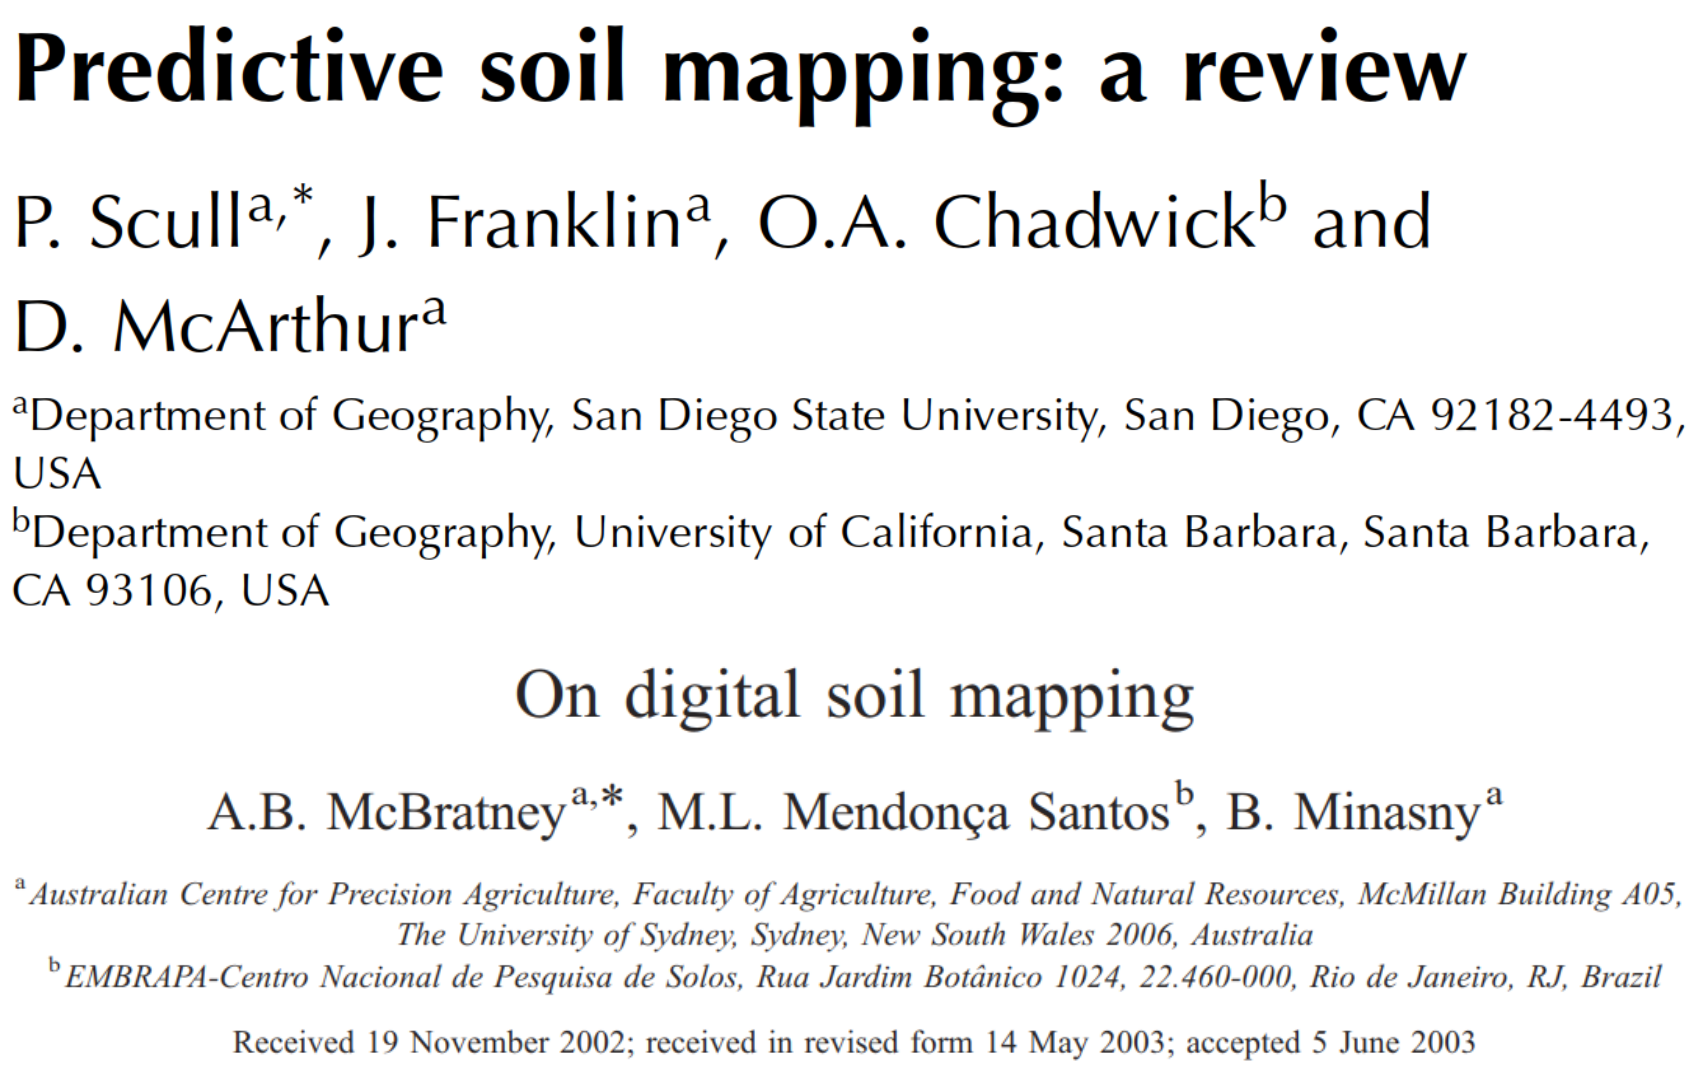 Predictive soil mapping: a review
P. Scull^a,*, J. Franklin^a, O.A. Chadwick^b and
D. McArthur^a
^aDepartment of Geography, San Diego State University, San Diego, CA 92182-4493,
USA
^bDepartment of Geography, University of California, Santa Barbara, Santa Barbara,
CA 93106, USA
On digital soil mapping
A.B. McBratney^a,*, M.L. Mendonça Santos^b, B. Minasny^a
^a Australian Centre for Precision Agriculture, Faculty of Agriculture, Food and Natural Resources, McMillan Building A05,
The University of Sydney, Sydney, New South Wales 2006, Australia
^b EMBRAPA-Centro Nacional de Pesquisa de Solos, Rua Jardim Botânico 1024, 22.460-000, Rio de Janeiro, RJ, Brazil
Received 19 November 2002; received in revised form 14 May 2003; accepted 5 June 2003